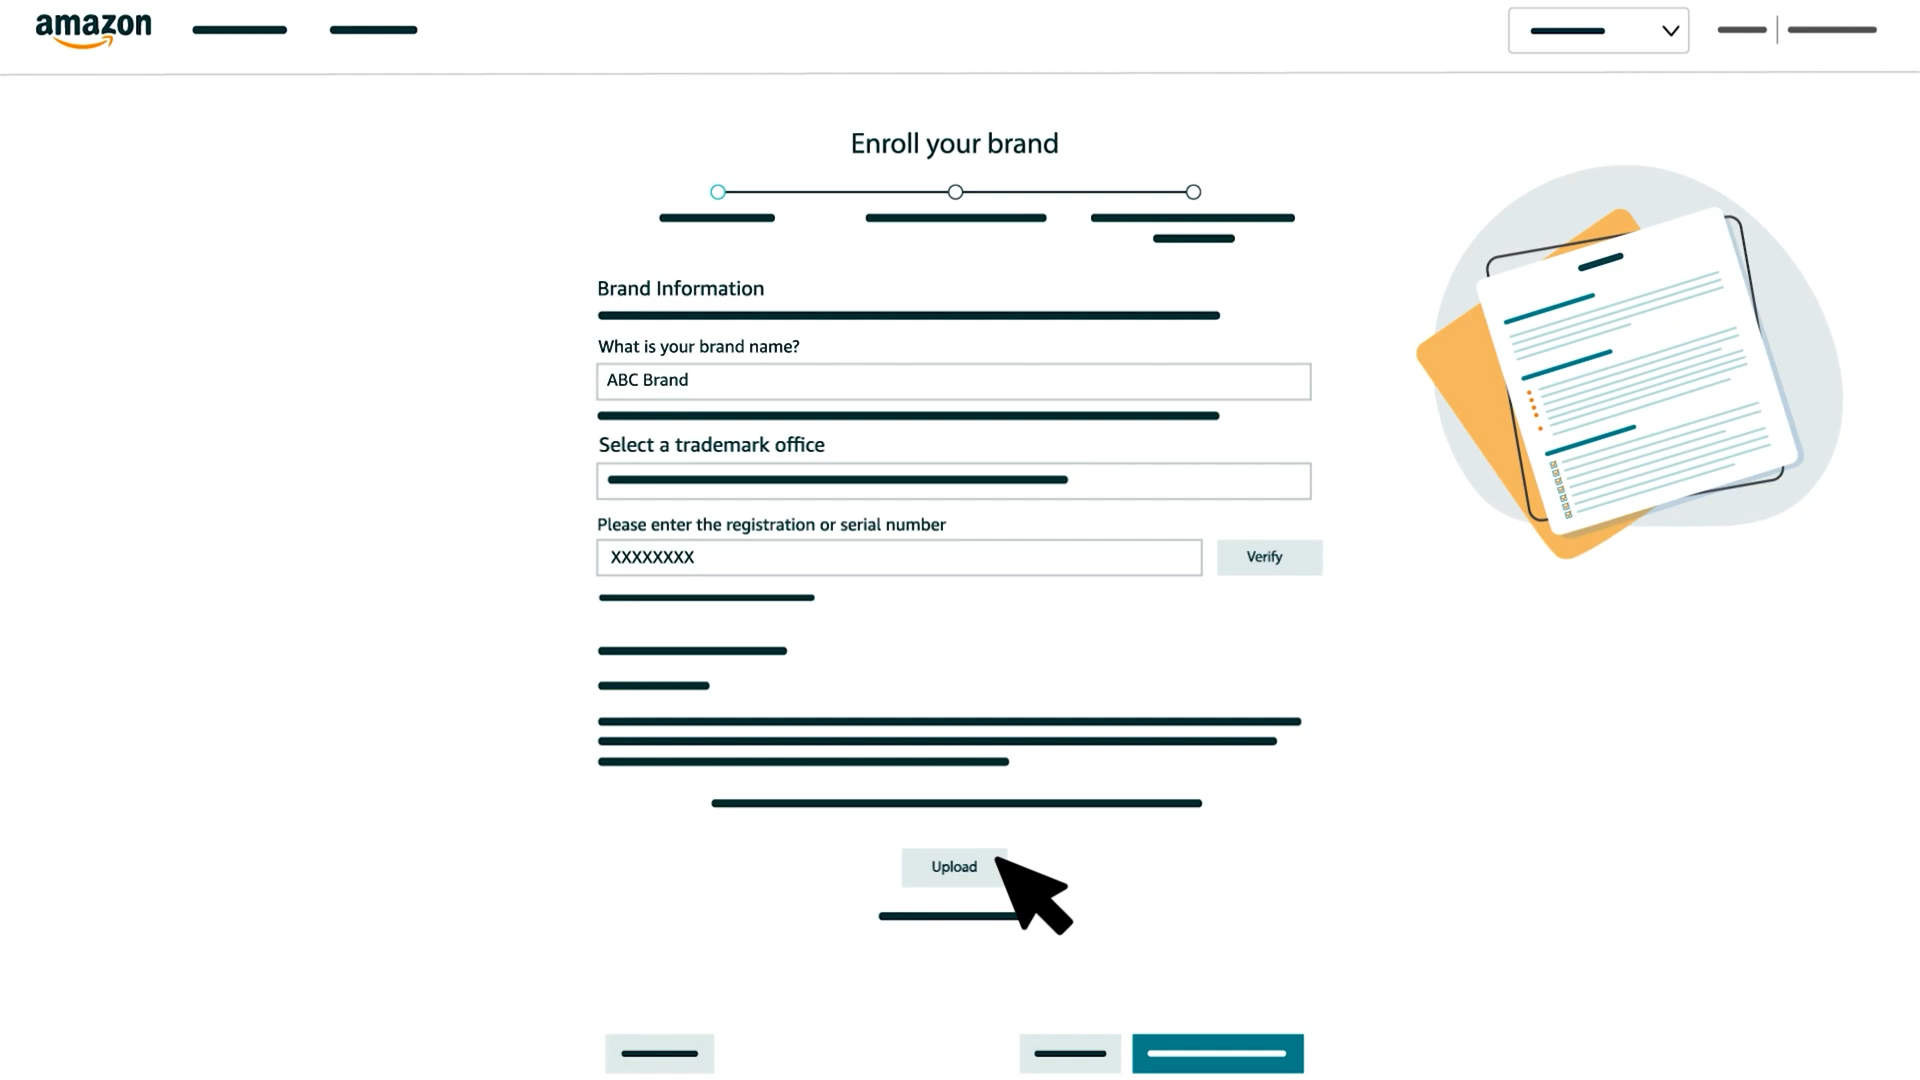 amazon
Enroll your brand
Brand Information
What is your brand name?
ABC Brand
Select a trademark office
Please enter the registration or serial number
XXXXXXXX
Verify
Upload